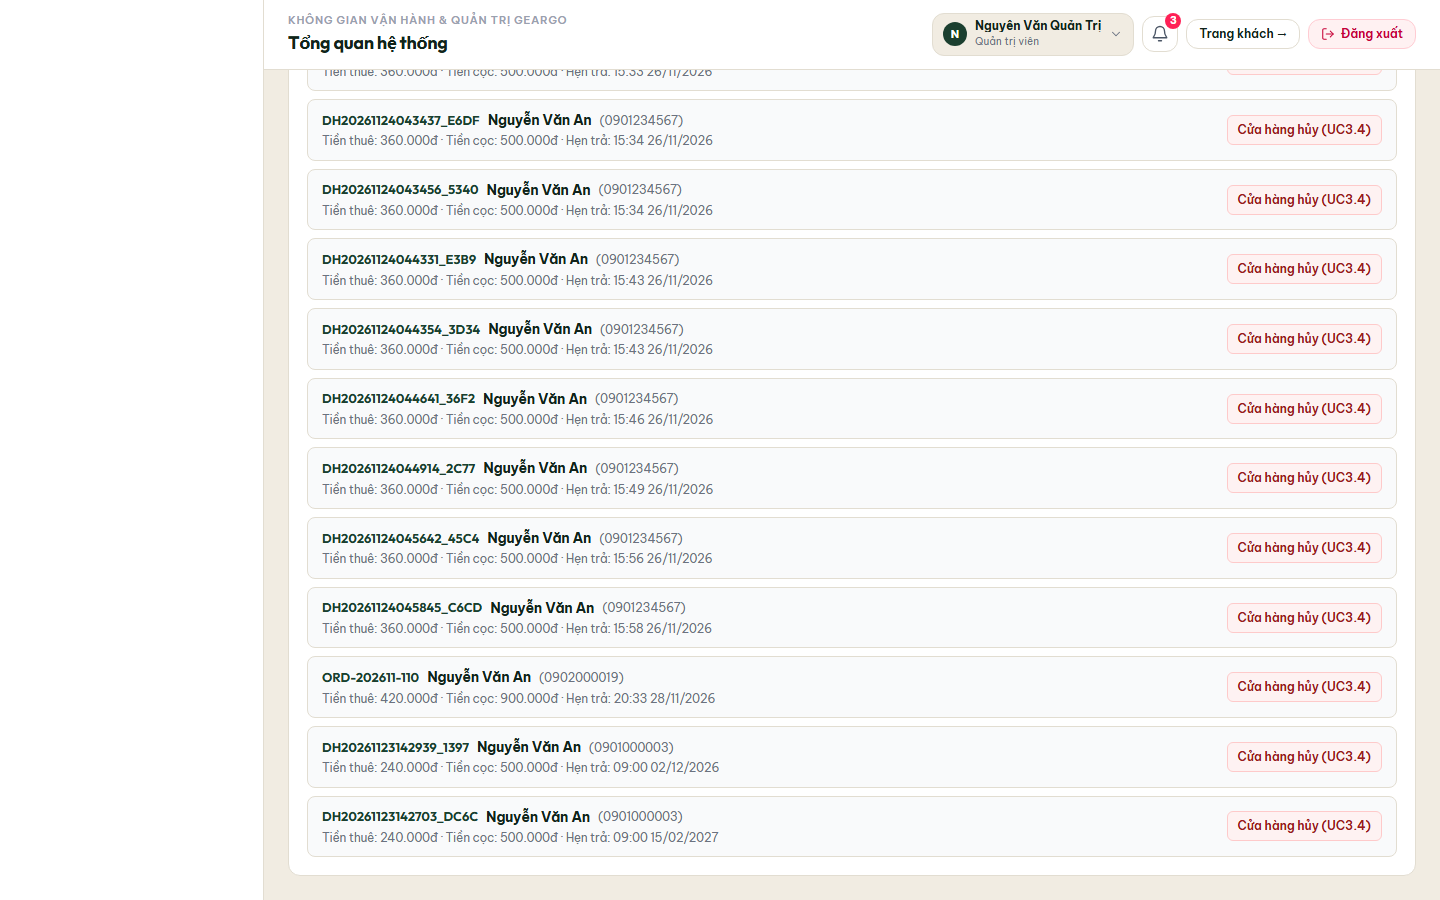 KHÔNG GIAN VẬN HÀNH & QUẢN TRỊ GEARGO
Tổng quan hệ thống
N
Nguyễn Văn Quản Trị
Quản trị viên
3
Trang khách →
Đăng xuất
Tiền thuê: 360.000đ · Tiền cọc: 500.000đ · Hẹn trả: 15:33 26/11/2026
DH20261124043437_E6DF Nguyễn Văn An (0901234567)
Tiền thuê: 360.000đ · Tiền cọc: 500.000đ · Hẹn trả: 15:34 26/11/2026
Cửa hàng hủy (UC3.4)
DH20261124043456_5340 Nguyễn Văn An (0901234567)
Tiền thuê: 360.000đ · Tiền cọc: 500.000đ · Hẹn trả: 15:34 26/11/2026
Cửa hàng hủy (UC3.4)
DH20261124044331_E3B9 Nguyễn Văn An (0901234567)
Tiền thuê: 360.000đ · Tiền cọc: 500.000đ · Hẹn trả: 15:43 26/11/2026
Cửa hàng hủy (UC3.4)
DH20261124044354_3D34 Nguyễn Văn An (0901234567)
Tiền thuê: 360.000đ · Tiền cọc: 500.000đ · Hẹn trả: 15:43 26/11/2026
Cửa hàng hủy (UC3.4)
DH20261124044641_36F2 Nguyễn Văn An (0901234567)
Tiền thuê: 360.000đ · Tiền cọc: 500.000đ · Hẹn trả: 15:46 26/11/2026
Cửa hàng hủy (UC3.4)
DH20261124044914_2C77 Nguyễn Văn An (0901234567)
Tiền thuê: 360.000đ · Tiền cọc: 500.000đ · Hẹn trả: 15:49 26/11/2026
Cửa hàng hủy (UC3.4)
DH20261124045642_45C4 Nguyễn Văn An (0901234567)
Tiền thuê: 360.000đ · Tiền cọc: 500.000đ · Hẹn trả: 15:56 26/11/2026
Cửa hàng hủy (UC3.4)
DH20261124045845_C6CD Nguyễn Văn An (0901234567)
Tiền thuê: 360.000đ · Tiền cọc: 500.000đ · Hẹn trả: 15:58 26/11/2026
Cửa hàng hủy (UC3.4)
ORD-202611-110 Nguyễn Văn An (0902000019)
Tiền thuê: 420.000đ · Tiền cọc: 900.000đ · Hẹn trả: 20:33 28/11/2026
Cửa hàng hủy (UC3.4)
DH20261123142939_1397 Nguyễn Văn An (0901000003)
Tiền thuê: 240.000đ · Tiền cọc: 500.000đ · Hẹn trả: 09:00 02/12/2026
Cửa hàng hủy (UC3.4)
DH20261123142703_DC6C Nguyễn Văn An (0901000003)
Tiền thuê: 240.000đ · Tiền cọc: 500.000đ · Hẹn trả: 09:00 15/02/2027
Cửa hàng hủy (UC3.4)